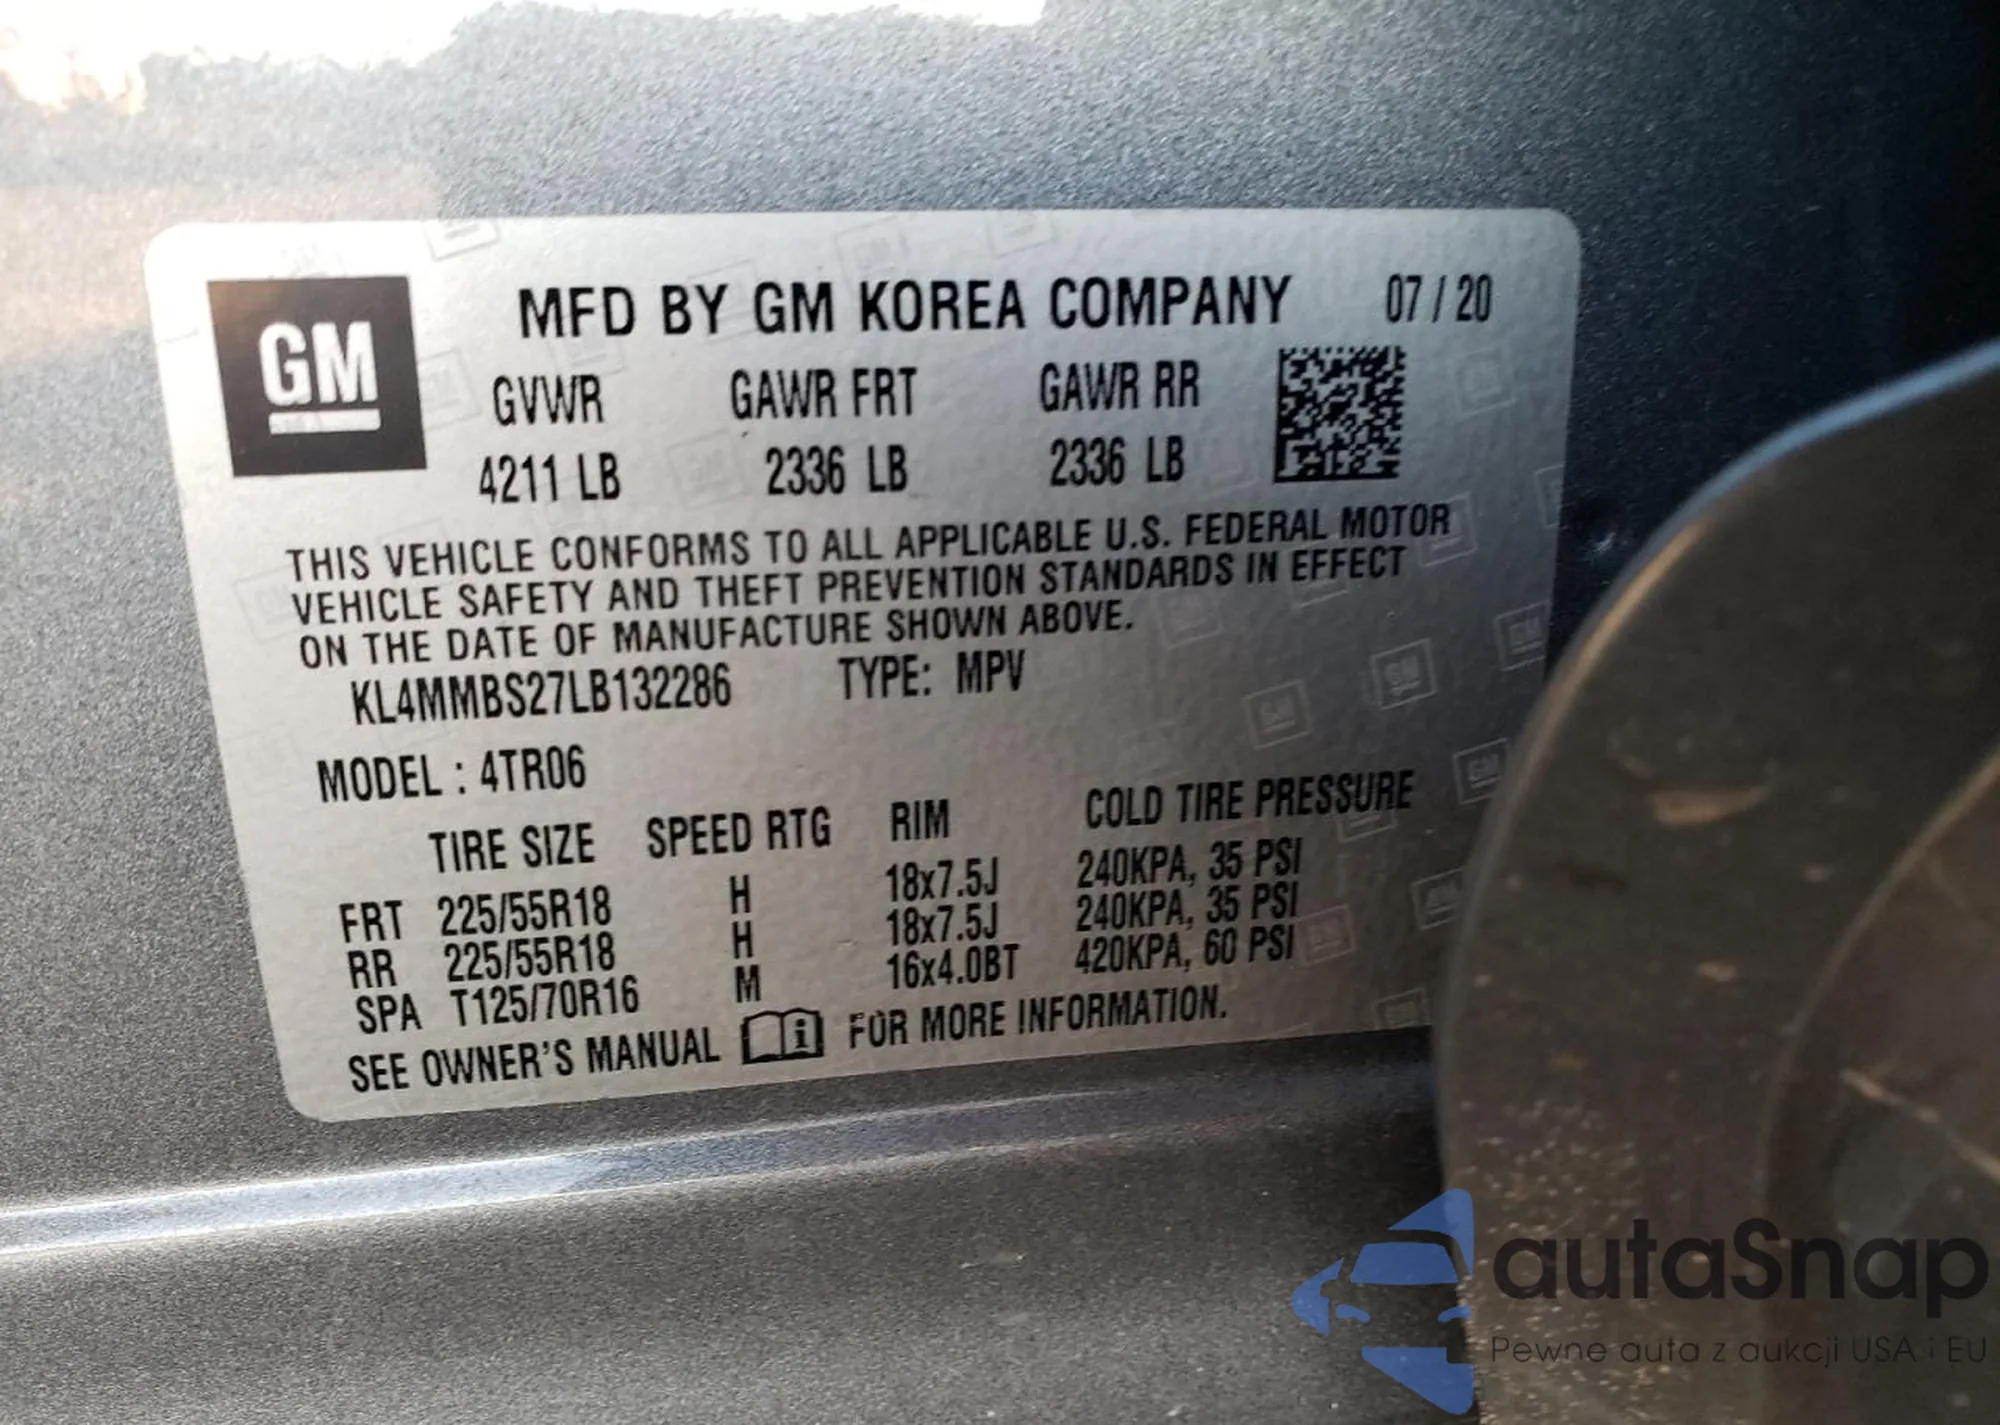 GM
MFD BY GM KOREA COMPANY 07 / 20
GVWR GAWR FRT GAWR RR
4211 LB 2336 LB 2336 LB
THIS VEHICLE CONFORMS TO ALL APPLICABLE U.S. FEDERAL MOTOR
VEHICLE SAFETY AND THEFT PREVENTION STANDARDS IN EFFECT
ON THE DATE OF MANUFACTURE SHOWN ABOVE.
KL4MMBS27LB132286 TYPE: MPV
MODEL : 4TR06
TIRE SIZE SPEED RTG RIM COLD TIRE PRESSURE
FRT 225/55R18 H 18x7.5J 240KPA, 35 PSI
RR 225/55R18 H 18x7.5J 240KPA, 35 PSI
SPA T125/70R16 M 16x4.0BT 420KPA, 60 PSI
SEE OWNER'S MANUAL i FOR MORE INFORMATION.
autaSnap
Pewne auta z aukcji USA i EU